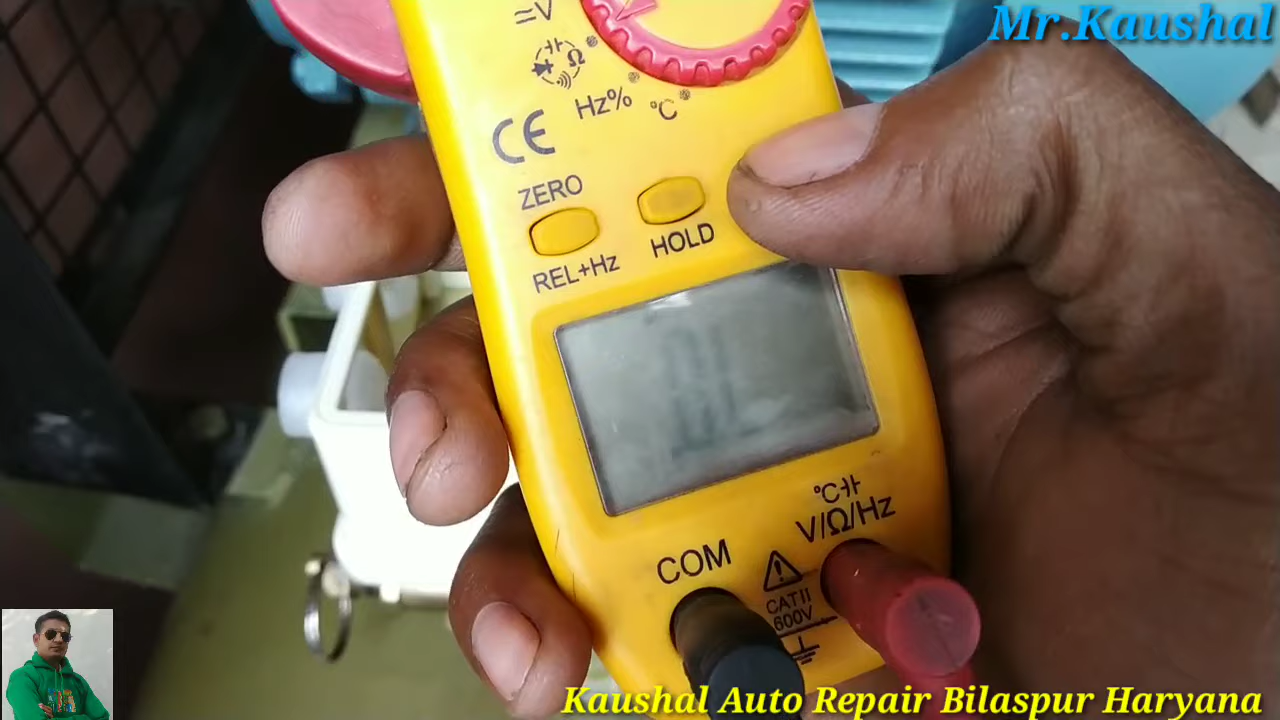 Mr.Kaushal
=V
Ω
Hz%
°C
CE
ZERO
HOLD
REL+Hz
°C
V/Ω/Hz
COM
CAT II
600V
Kaushal Auto Repair Bilaspur Haryana